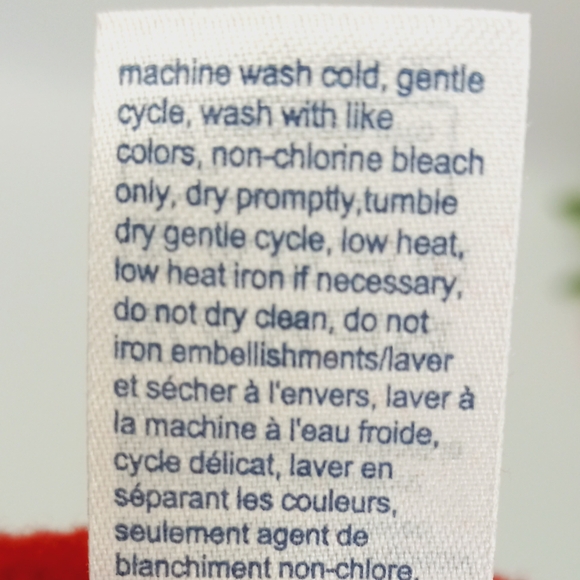 machine wash cold, gentle
cycle, wash with like
colors, non-chlorine bleach
only, dry promptly,tumble
dry gentle cycle, low heat,
low heat iron if necessary,
do not dry clean, do not
iron embellishments/laver
et sécher à l'envers, laver à
la machine à l'eau froide,
cycle délicat, laver en
séparant les couleurs,
seulement agent de
blanchiment non-chlore,